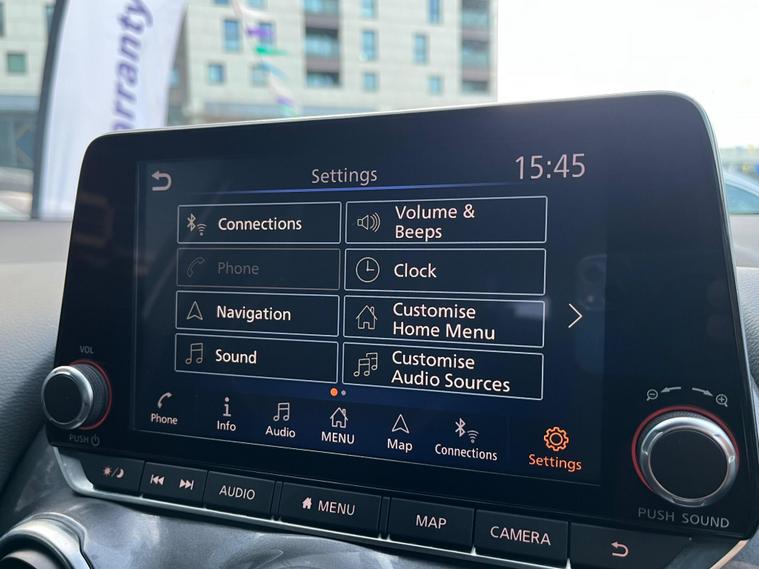 arranty
Settings
15:45
Connections
Volume &
Beeps
Phone
Clock
Navigation
Customise
Home Menu
Sound
Customise
Audio Sources
Phone
Info
Audio
MENU
Map
Connections
Settings
VOL
PUSH
AUDIO
MENU
MAP
CAMERA
PUSH SOUND